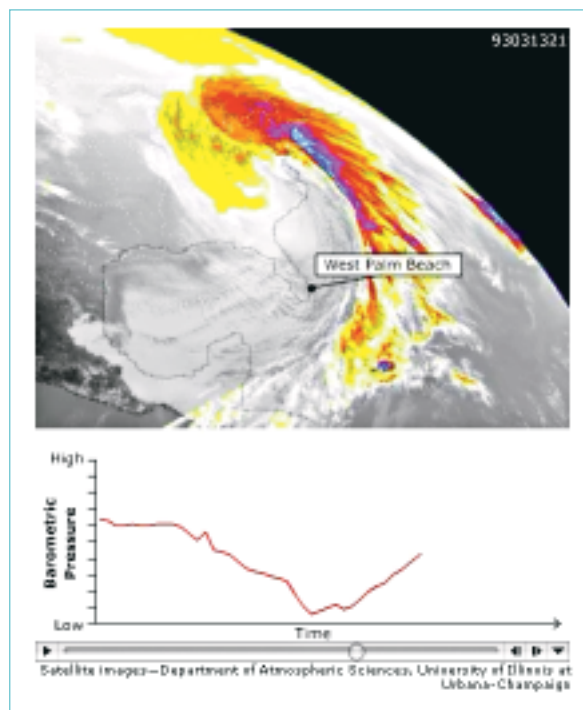 93031321
West Palm Beach
High
Barometric
Pressure
Low
Time
Satellite images—Department of Atmospheric Sciences, University of Illinois at
Urbana-Champaign